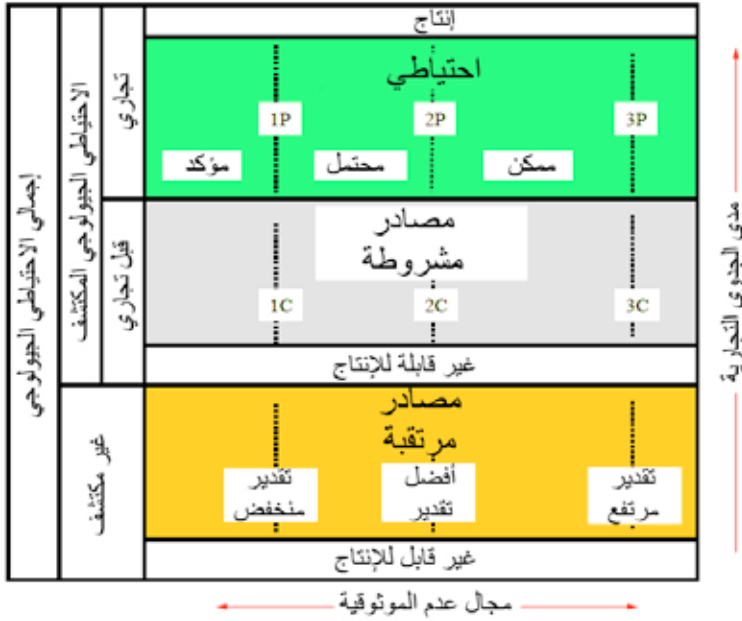 إنتاج
احتياطي
1P
2P
3P
مؤكد
محتمل
ممكن
مصادر
مشروطة
1C
2C
3C
غير قابلة للإنتاج
مصادر
مرتقبة
تقدير
منخفض
أفضل
تقدير
تقدير
مرتفع
غير قابل للإنتاج
إجمالي الاحتياطي الجيولوجي
الاحتياطي الجيولوجي المكتشف
تجاري
قبل تجاري
غير مكتشف
مدى الجدوى التجارية
مجال عدم الموثوقية